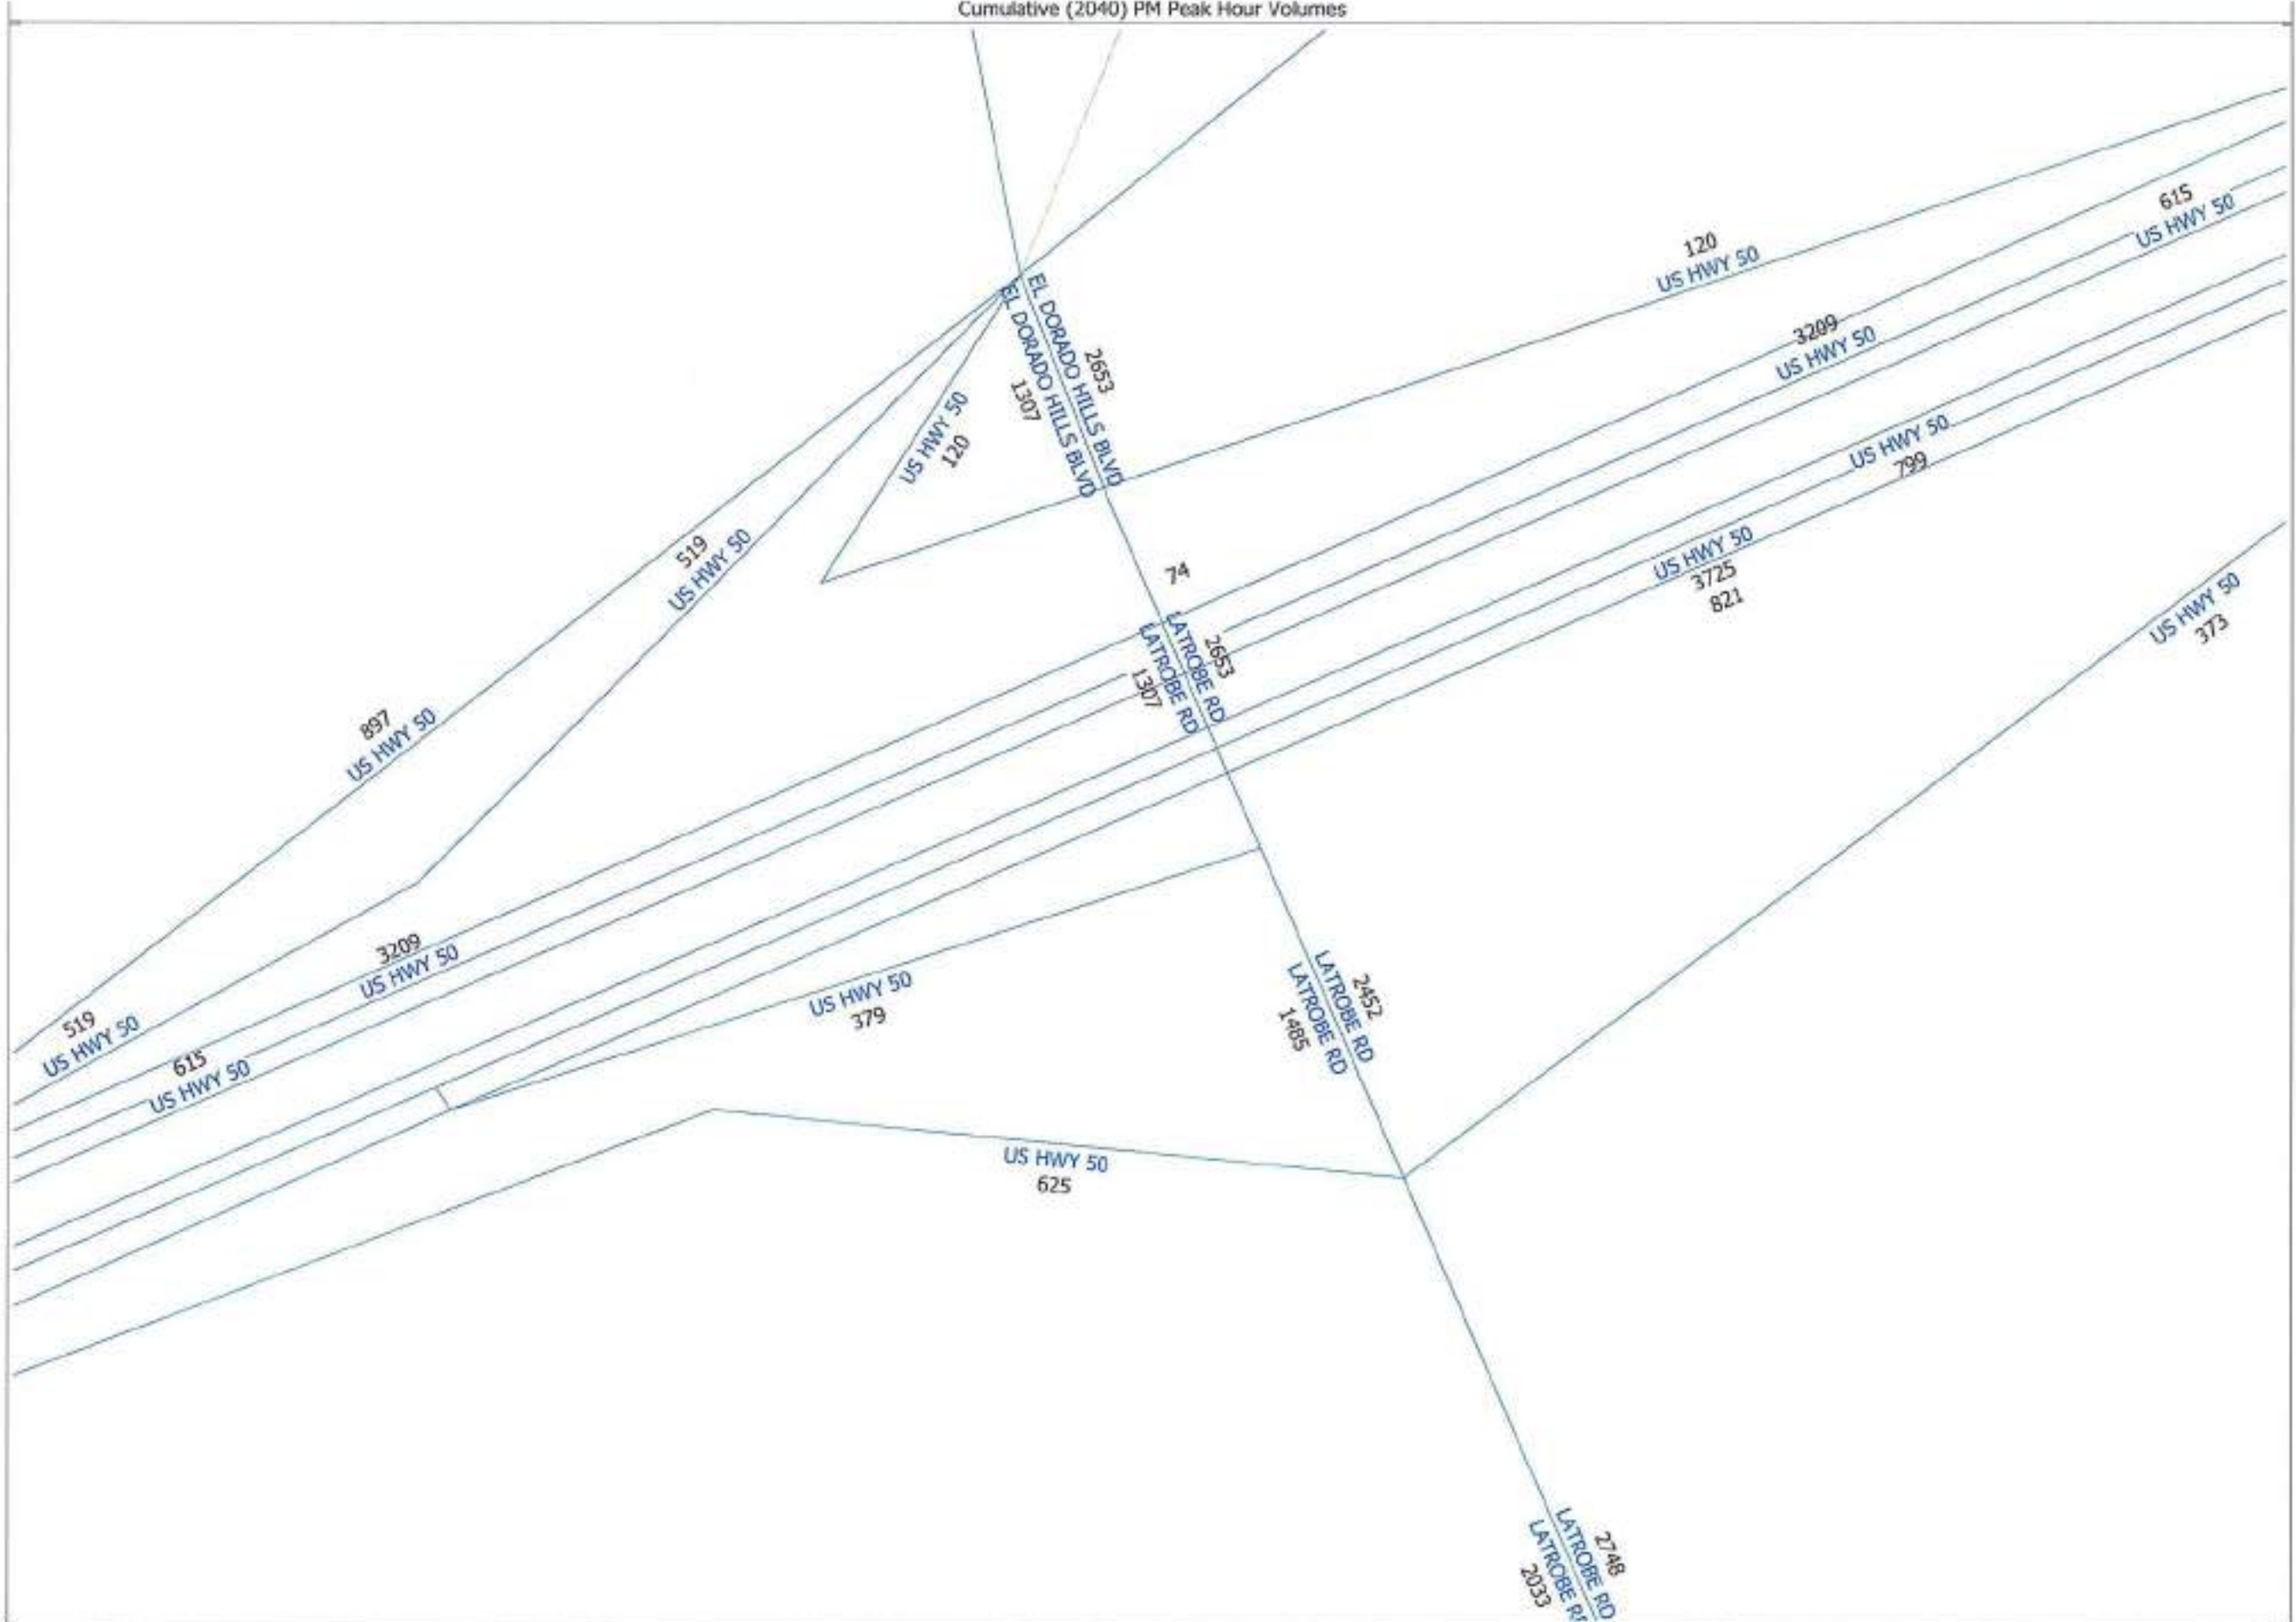 Cumulative (2040) PM Peak Hour Volumes
615
US HWY 50
120
US HWY 50
3209
US HWY 50
EL DORADO HILLS BLVD
2653
EL DORADO HILLS BLVD
1307
US HWY 50
120
US HWY 50
799
519
US HWY 50
US HWY 50
3725
821
74
US HWY 50
373
LATROBE RD
2653
LATROBE RD
1307
897
US HWY 50
3209
US HWY 50
US HWY 50
379
LATROBE RD
2452
LATROBE RD
1485
519
US HWY 50
615
US HWY 50
US HWY 50
625
LATROBE RD
2748
LATROBE RD
2033